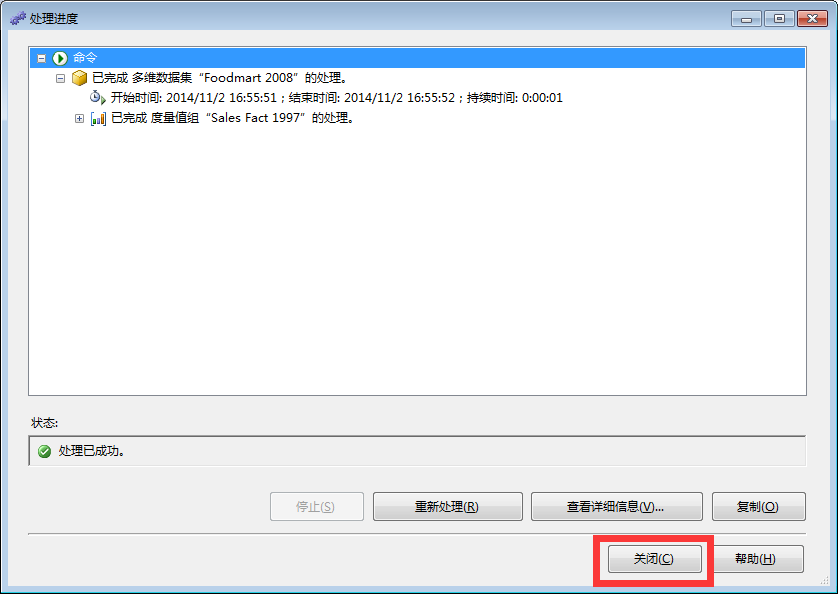 处理进度
命令
已完成 多维数据集“Foodmart 2008”的处理。
开始时间: 2014/11/2 16:55:51；结束时间: 2014/11/2 16:55:52；持续时间: 0:00:01
已完成 度量值组“Sales Fact 1997”的处理。
状态:
处理已成功。
停止(S) 重新处理(R) 查看详细信息(V)... 复制(O)
关闭(C) 帮助(H)